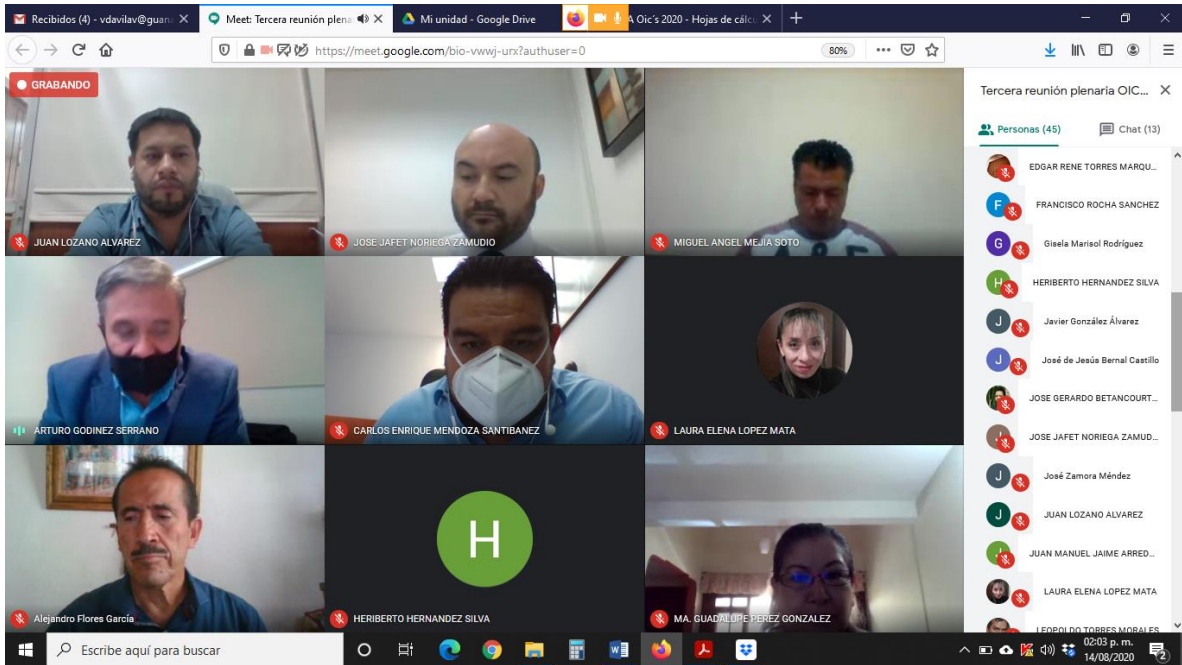 Recibidos (4) - vdavilav@guana
Meet: Tercera reunión plena
Mi unidad - Google Drive
A Oic´s 2020 - Hojas de cálcu
https://meet.google.com/bio-vwwj-urx?authuser=0
80%
GRABANDO
JUAN LOZANO ALVAREZ
JOSE JAFET NORIEGA ZAMUDIO
MIGUEL ANGEL MEJIA SOTO
ARTURO GODINEZ SERRANO
CARLOS ENRIQUE MENDOZA SANTIBANEZ
LAURA ELENA LOPEZ MATA
Alejandro Flores García
H
HERIBERTO HERNANDEZ SILVA
MA. GUADALUPE PEREZ GONZALEZ
Tercera reunión plenaria OIC...
Personas (45)
Chat (13)
EDGAR RENE TORRES MARQU...
F
FRANCISCO ROCHA SANCHEZ
G
Gisela Marisol Rodríguez
H
HERIBERTO HERNANDEZ SILVA
J
Javier González Álvarez
J
José de Jesús Bernal Castillo
JOSE GERARDO BETANCOURT...
JOSE JAFET NORIEGA ZAMUD...
J
José Zamora Méndez
J
JUAN LOZANO ALVAREZ
JUAN MANUEL JAIME ARRED...
LAURA ELENA LOPEZ MATA
LEOPOLDO TORRES MORALES
Escribe aquí para buscar
02:03 p. m.
14/08/2020
2